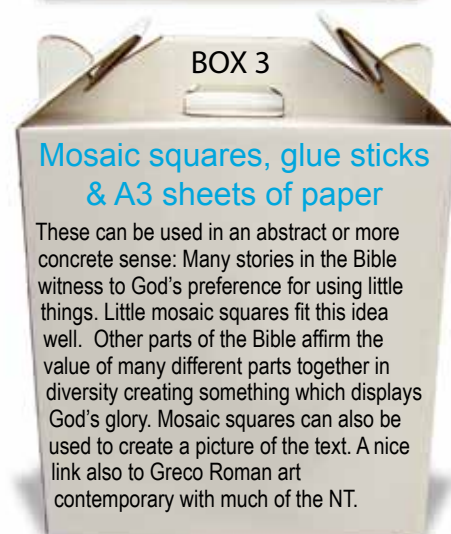 BOX 3
Mosaic squares, glue sticks
& A3 sheets of paper
These can be used in an abstract or more
concrete sense: Many stories in the Bible
witness to God’s preference for using little
things. Little mosaic squares fit this idea
well.  Other parts of the Bible affirm the
value of many different parts together in
diversity creating something which displays
God’s glory. Mosaic squares can also be
used to create a picture of the text. A nice
link also to Greco Roman art
contemporary with much of the NT.